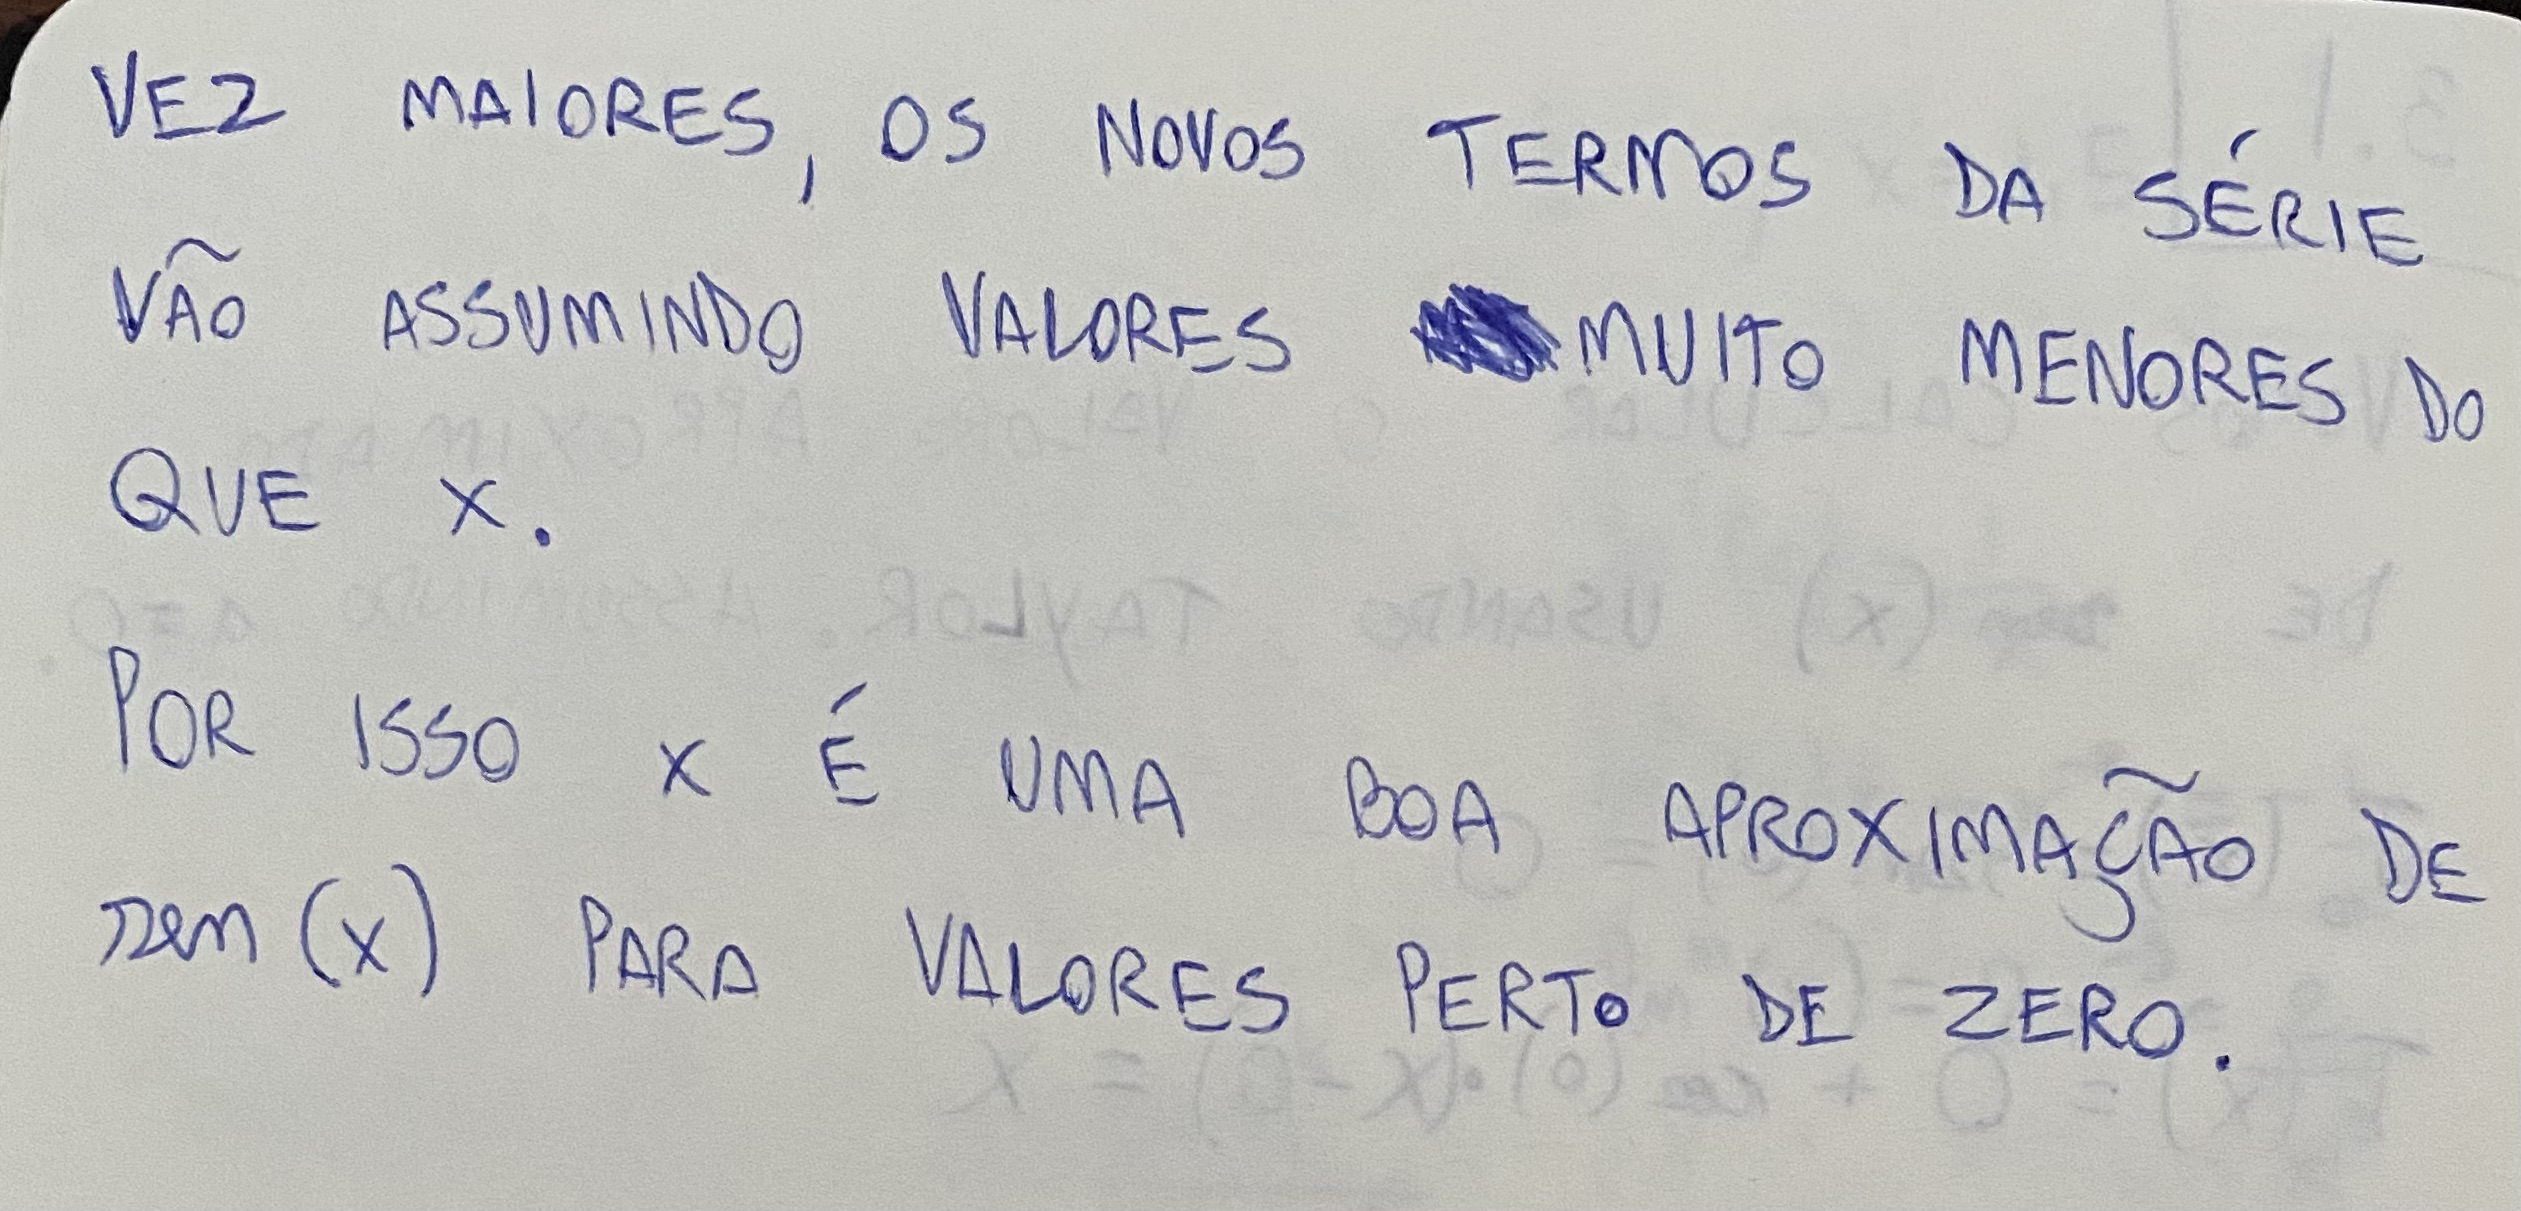 VEZ MAIORES, OS NOVOS TERMOS DA SÉRIE
VÃO ASSUMINDO VALORES MUITO MENORES DO
QUE X.
POR ISSO X É UMA BOA APROXIMAÇÃO DE
sen (x) PARA VALORES PERTO DE ZERO.